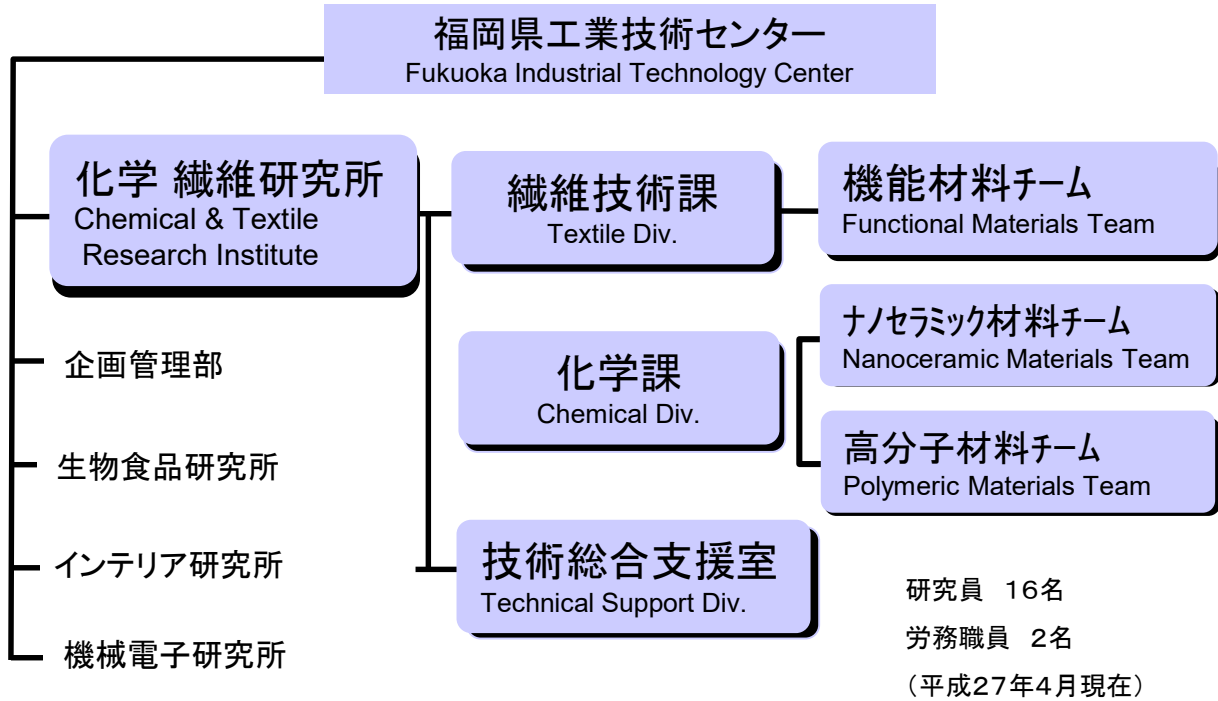 福岡県工業技術センター
Fukuoka Industrial Technology Center
化学 繊維研究所
Chemical & Textile
Research Institute
繊維技術課
Textile Div.
機能材料チーム
Functional Materials Team
化学課
Chemical Div.
ナノセラミック材料チーム
Nanoceramic Materials Team
高分子材料チーム
Polymeric Materials Team
技術総合支援室
Technical Support Div.
企画管理部
生物食品研究所
インテリア研究所
機械電子研究所
研究員 16名
労務職員 2名
（平成27年4月現在）